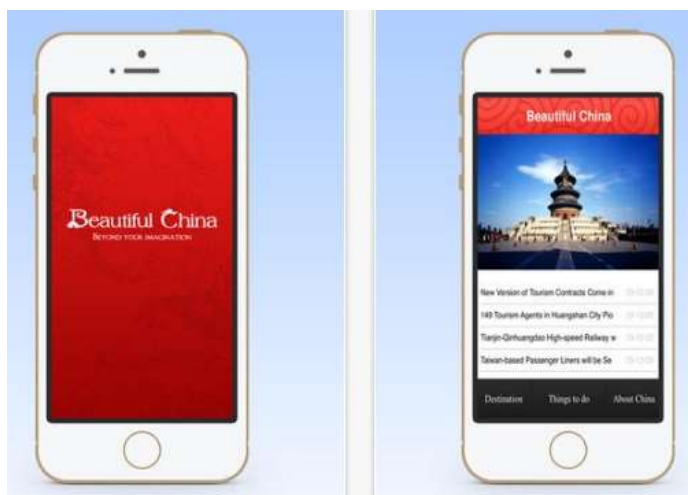 Beautiful China
BEYOND YOUR IMAGINATION
Beautiful China
New Version of Tourism Contracts Come in
149 Tourism Agents in Huangshan City Pio
Tianjin-Qinhuangdao High-speed Railway w
Taiwan-based Passenger Liners will be Se
Destination Things to do About China